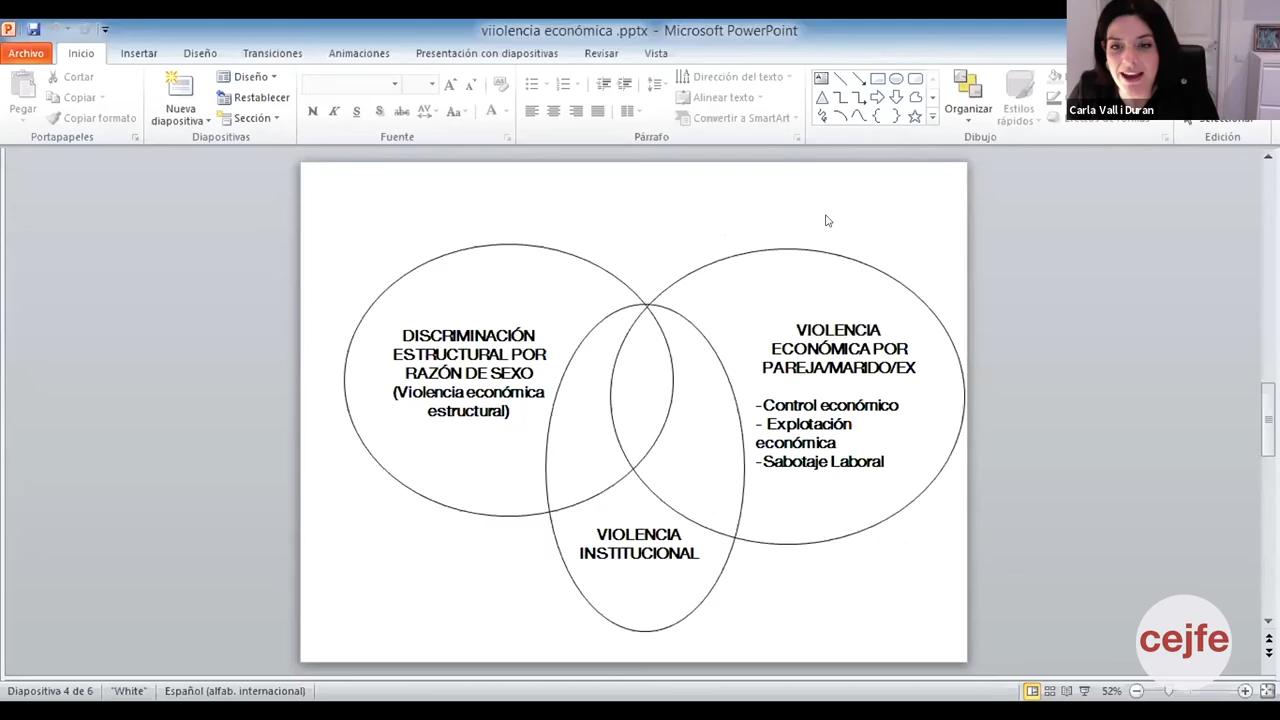 viiolencia económica .pptx - Microsoft PowerPoint
Archivo
Inicio
Insertar
Diseño
Transiciones
Animaciones
Presentación con diapositivas
Revisar
Vista
Pegar
Cortar
Copiar
Copiar formato
Portapapeles
Nueva
diapositiva
Diseño
Restablecer
Sección
Diapositivas
N K S abc AV Aa A
Fuente
Dirección del texto
Alinear texto
Convertir a SmartArt
Párrafo
Organizar
Estilos
rápidos
Dibujo
Edición
Carla Vall i Duran
DISCRIMINACIÓN
ESTRUCTURAL POR
RAZÓN DE SEXO
(Violencia económica
estructural)
VIOLENCIA
ECONÓMICA POR
PAREJA/MARIDO/EX
-Control económico
- Explotación
económica
-Sabotaje Laboral
VIOLENCIA
INSTITUCIONAL
cejfe
Diapositiva 4 de 6
"White"
Español (alfab. internacional)
52%